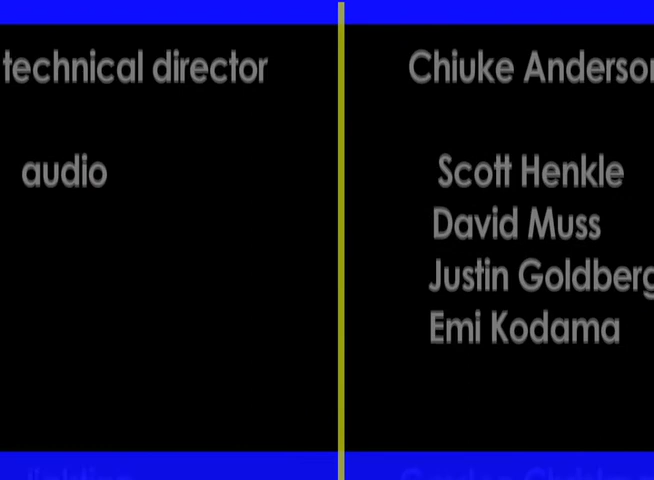 technical director Chiuke Anderson
audio Scott Henkle
David Muss
Justin Goldberg
Emi Kodama